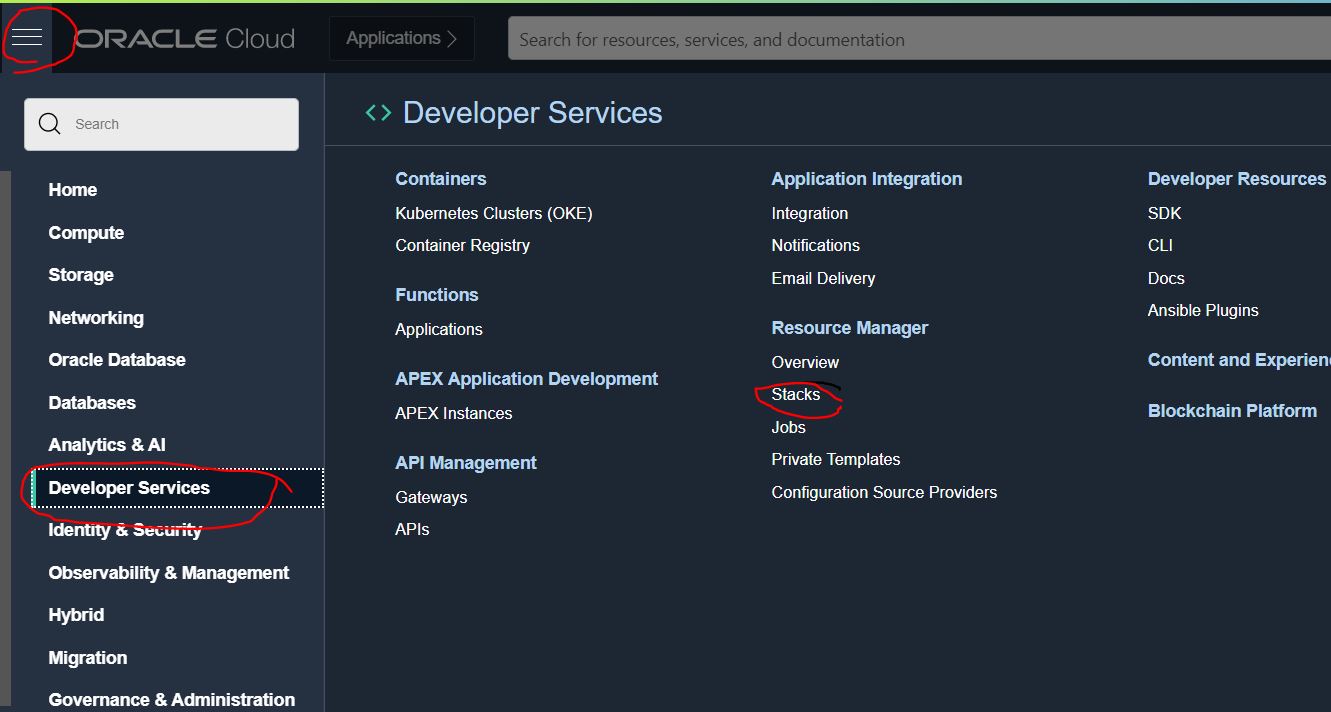 ORACLE Cloud
Applications
Search for resources, services, and documentation
Search
Home
Compute
Storage
Networking
Oracle Database
Databases
Analytics & AI
Developer Services
Identity & Security
Observability & Management
Hybrid
Migration
Governance & Administration
Developer Services
Containers
Kubernetes Clusters (OKE)
Container Registry
Functions
Applications
APEX Application Development
APEX Instances
API Management
Gateways
APIs
Application Integration
Integration
Notifications
Email Delivery
Resource Manager
Overview
Stacks
Jobs
Private Templates
Configuration Source Providers
Developer Resources
SDK
CLI
Docs
Ansible Plugins
Content and Experien
Blockchain Platform